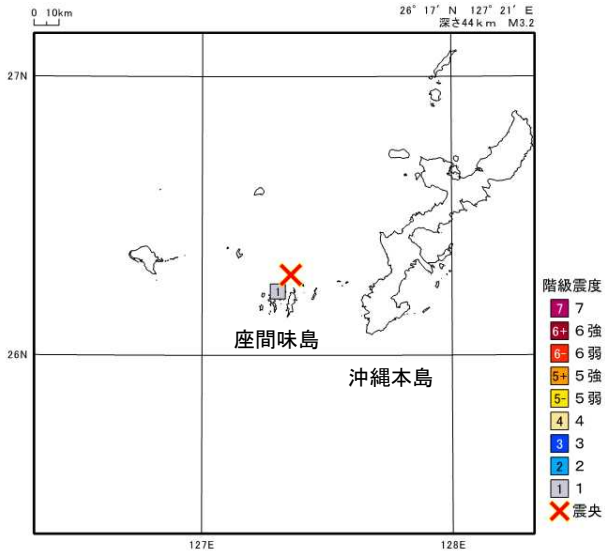 0 10km
26° 17′ N 127° 21′ E
深さ44km M3.2
27N
1
座間味島
26N
沖縄本島
127E
128E
階級震度
7 7
6+ 6強
6- 6弱
5+ 5強
5- 5弱
4 4
3 3
2 2
1 1
震央